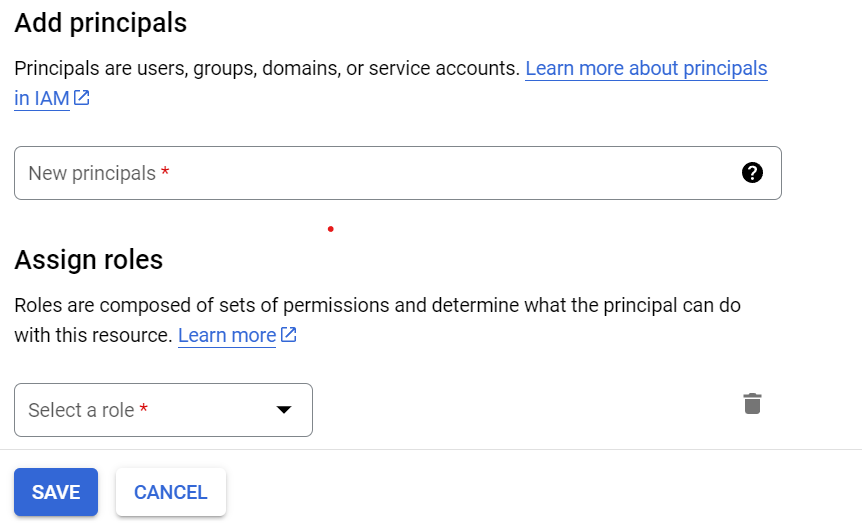 Add principals
Principals are users, groups, domains, or service accounts. Learn more about principals
in IAM
New principals *
?
Assign roles
Roles are composed of sets of permissions and determine what the principal can do
with this resource. Learn more
Select a role *
SAVE CANCEL